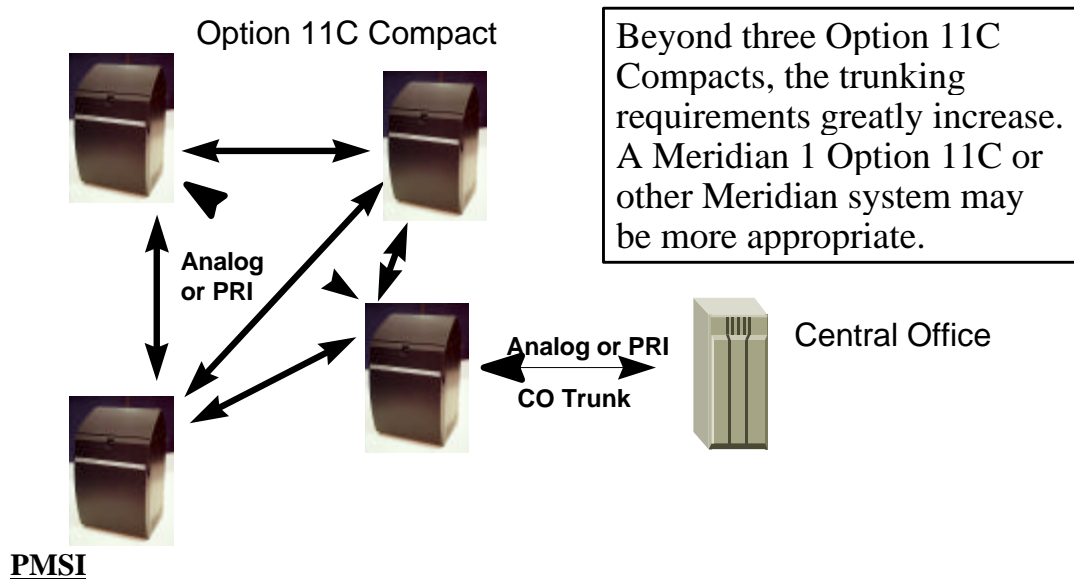 Option 11C Compact
Beyond three Option 11C
Compacts, the trunking
requirements greatly increase.
A Meridian 1 Option 11C or
other Meridian system may
be more appropriate.
Analog
or PRI
Analog or PRI
CO Trunk
Central Office
PMSI